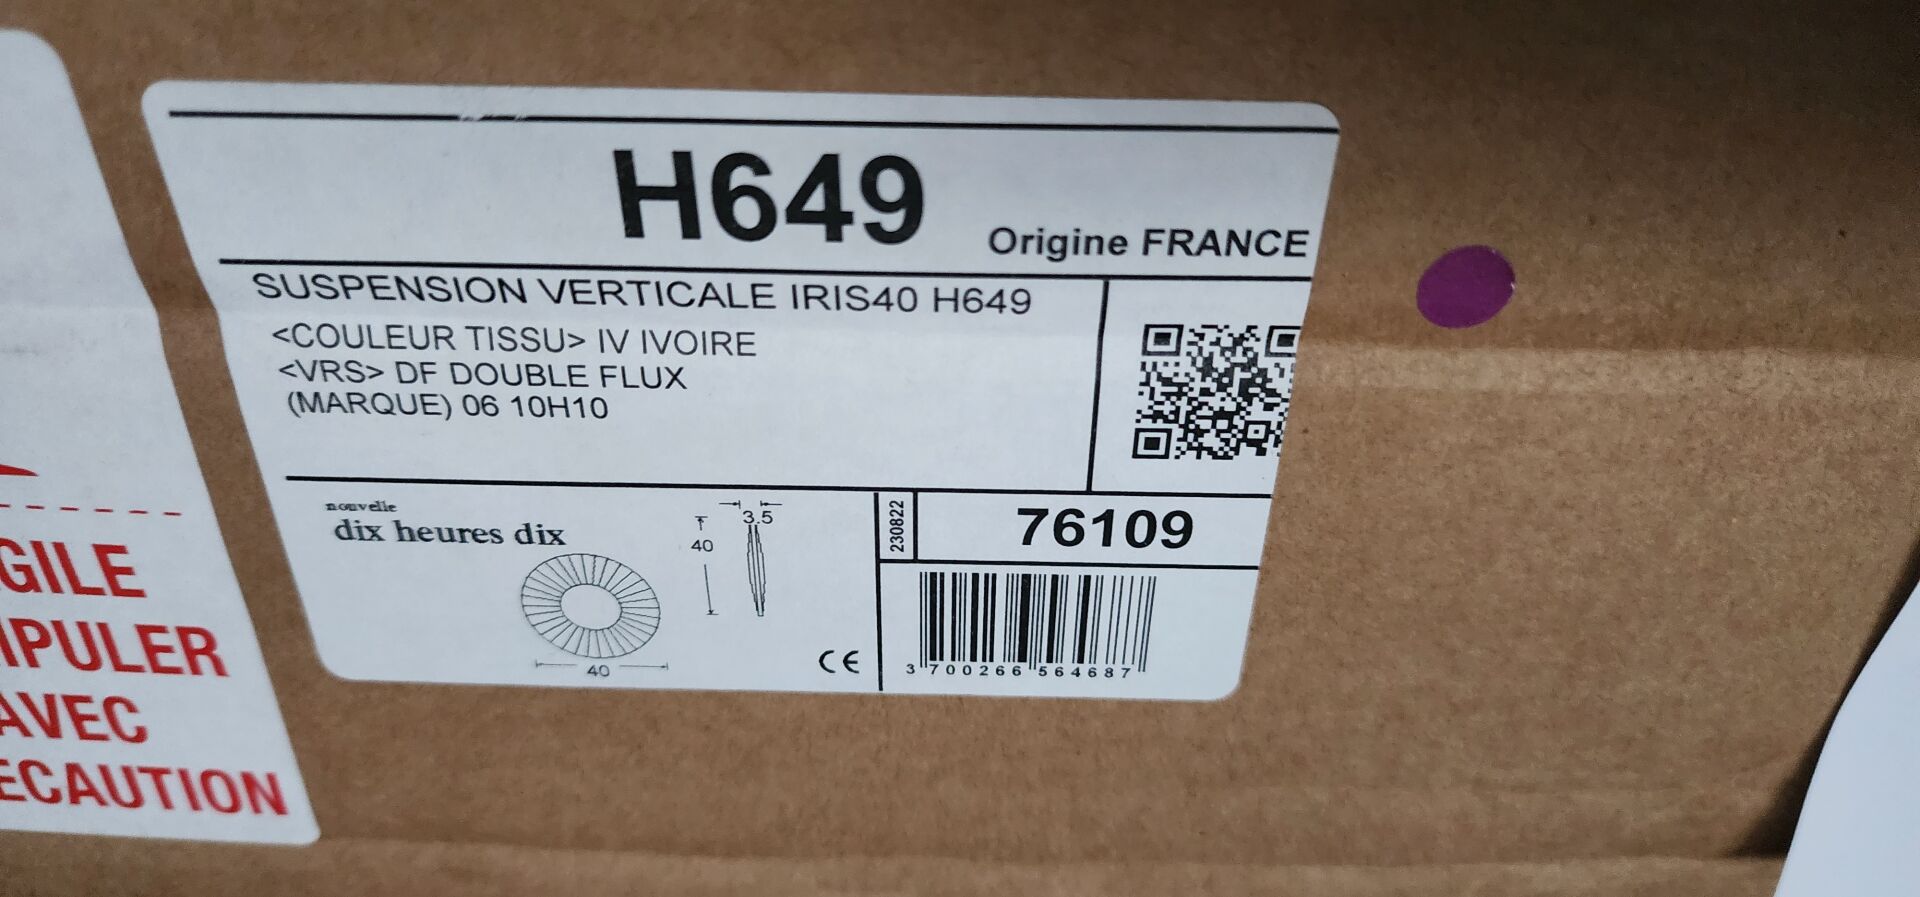 H649
Origine FRANCE
SUSPENSION VERTICALE IRIS40 H649
<COULEUR TISSU> IV IVOIRE
<VRS> DF DOUBLE FLUX
(MARQUE) 06 10H10
nouvelle
dix heures dix
3.5
40
40
CE
230822
76109
3 700266 564687
GILE
IPULER
AVEC
ECAUTION